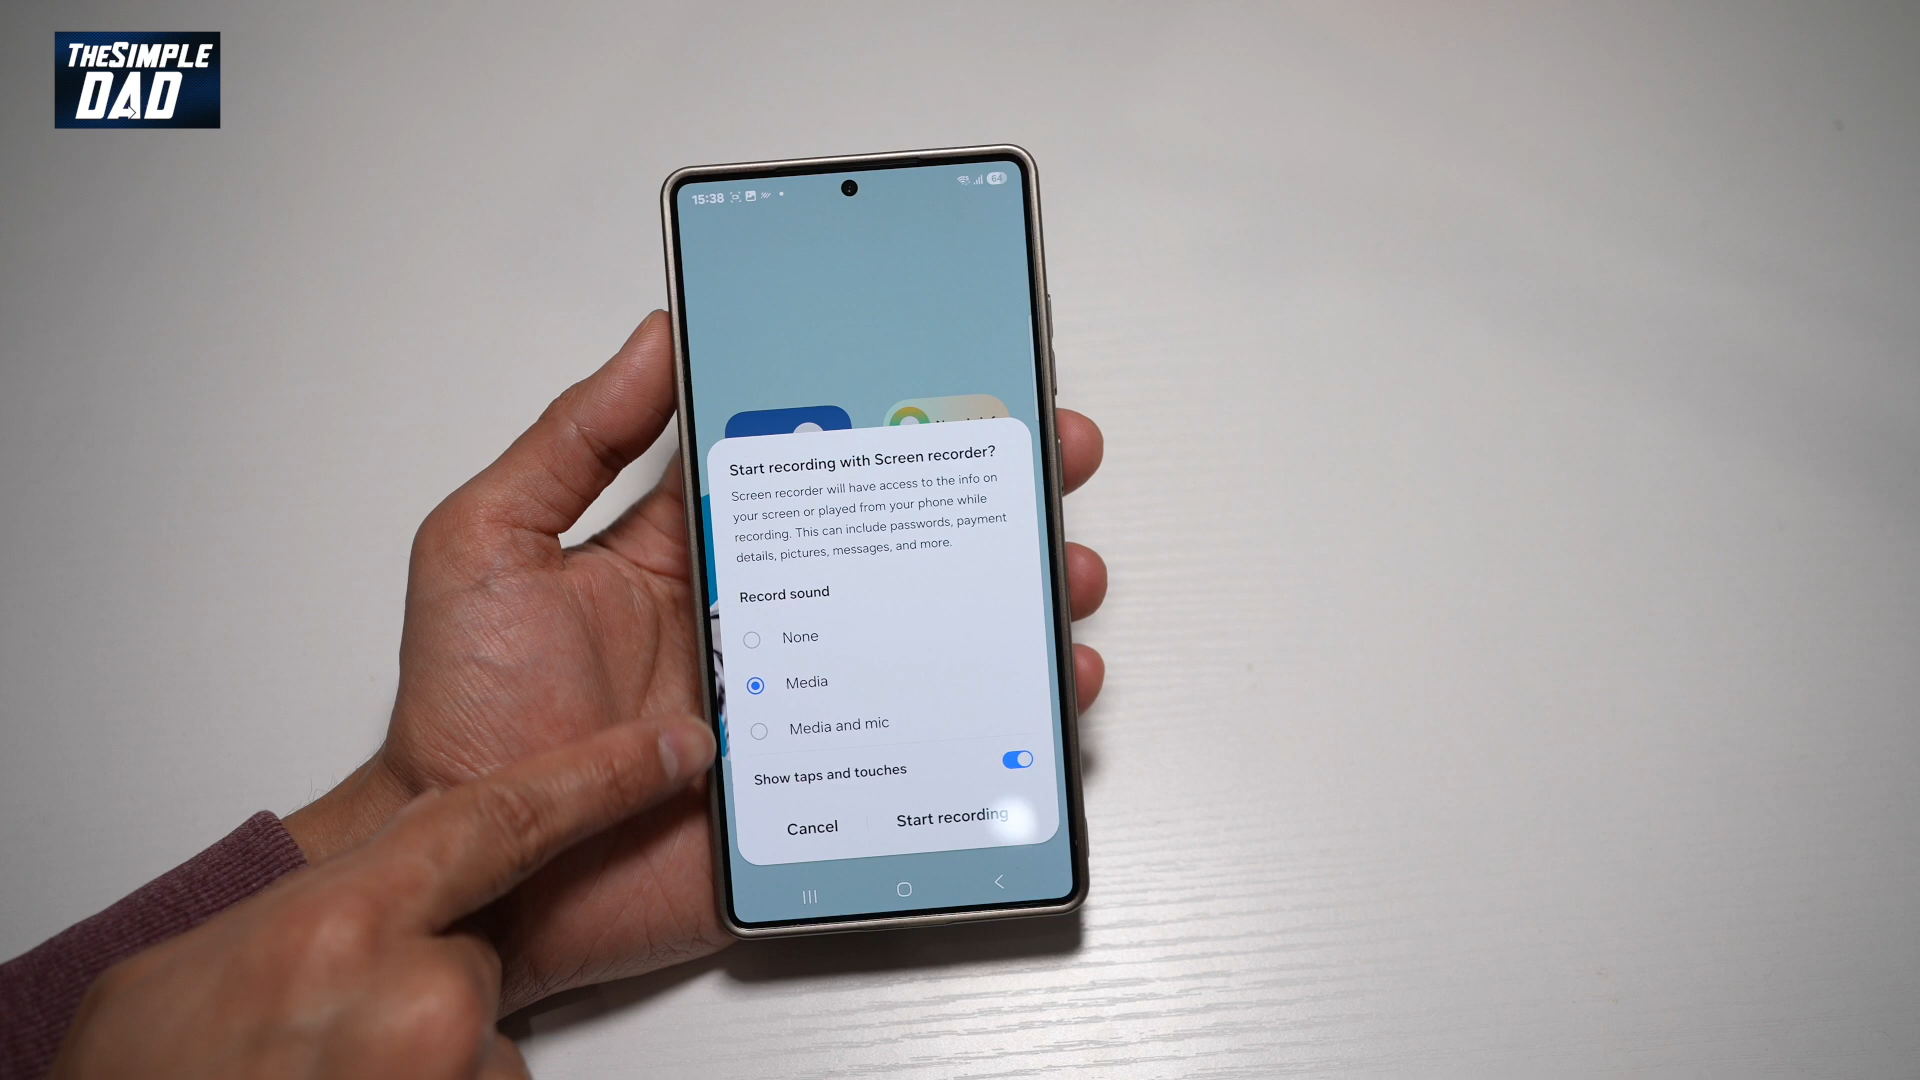 THESIMPLE
DAD
15:38
64
Start recording with Screen recorder?
Screen recorder will have access to the info on
your screen or played from your phone while
recording. This can include passwords, payment
details, pictures, messages, and more.
Record sound
None
Media
Media and mic
Show taps and touches
Cancel
Start recording